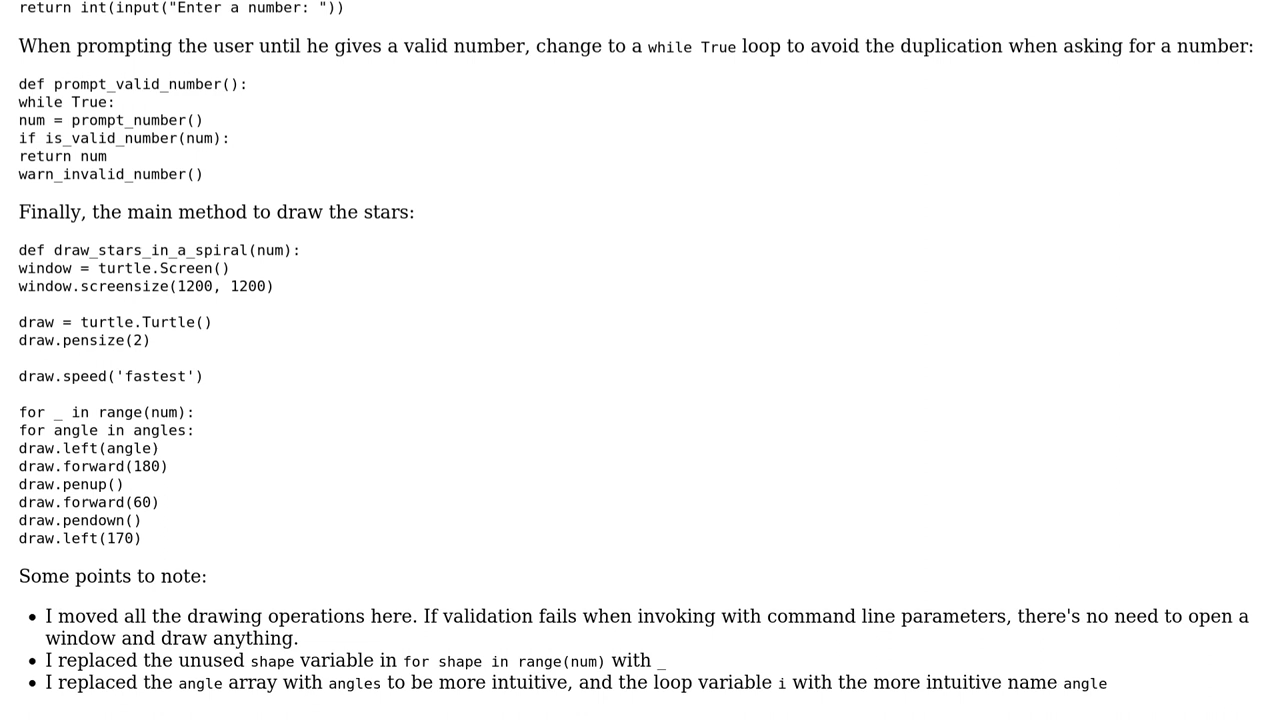 return int(input("Enter a number: "))
When prompting the user until he gives a valid number, change to a while True loop to avoid the duplication when asking for a number:
def prompt_valid_number():
while True:
num = prompt_number()
if is_valid_number(num):
return num
warn_invalid_number()
Finally, the main method to draw the stars:
def draw_stars_in_a_spiral(num):
window = turtle.Screen()
window.screensize(1200, 1200)
draw = turtle.Turtle()
draw.pensize(2)
draw.speed('fastest')
for _ in range(num):
for angle in angles:
draw.left(angle)
draw.forward(180)
draw.penup()
draw.forward(60)
draw.pendown()
draw.left(170)
Some points to note:
• I moved all the drawing operations here. If validation fails when invoking with command line parameters, there's no need to open a
window and draw anything.
• I replaced the unused shape variable in for shape in range(num) with _
• I replaced the angle array with angles to be more intuitive, and the loop variable i with the more intuitive name angle